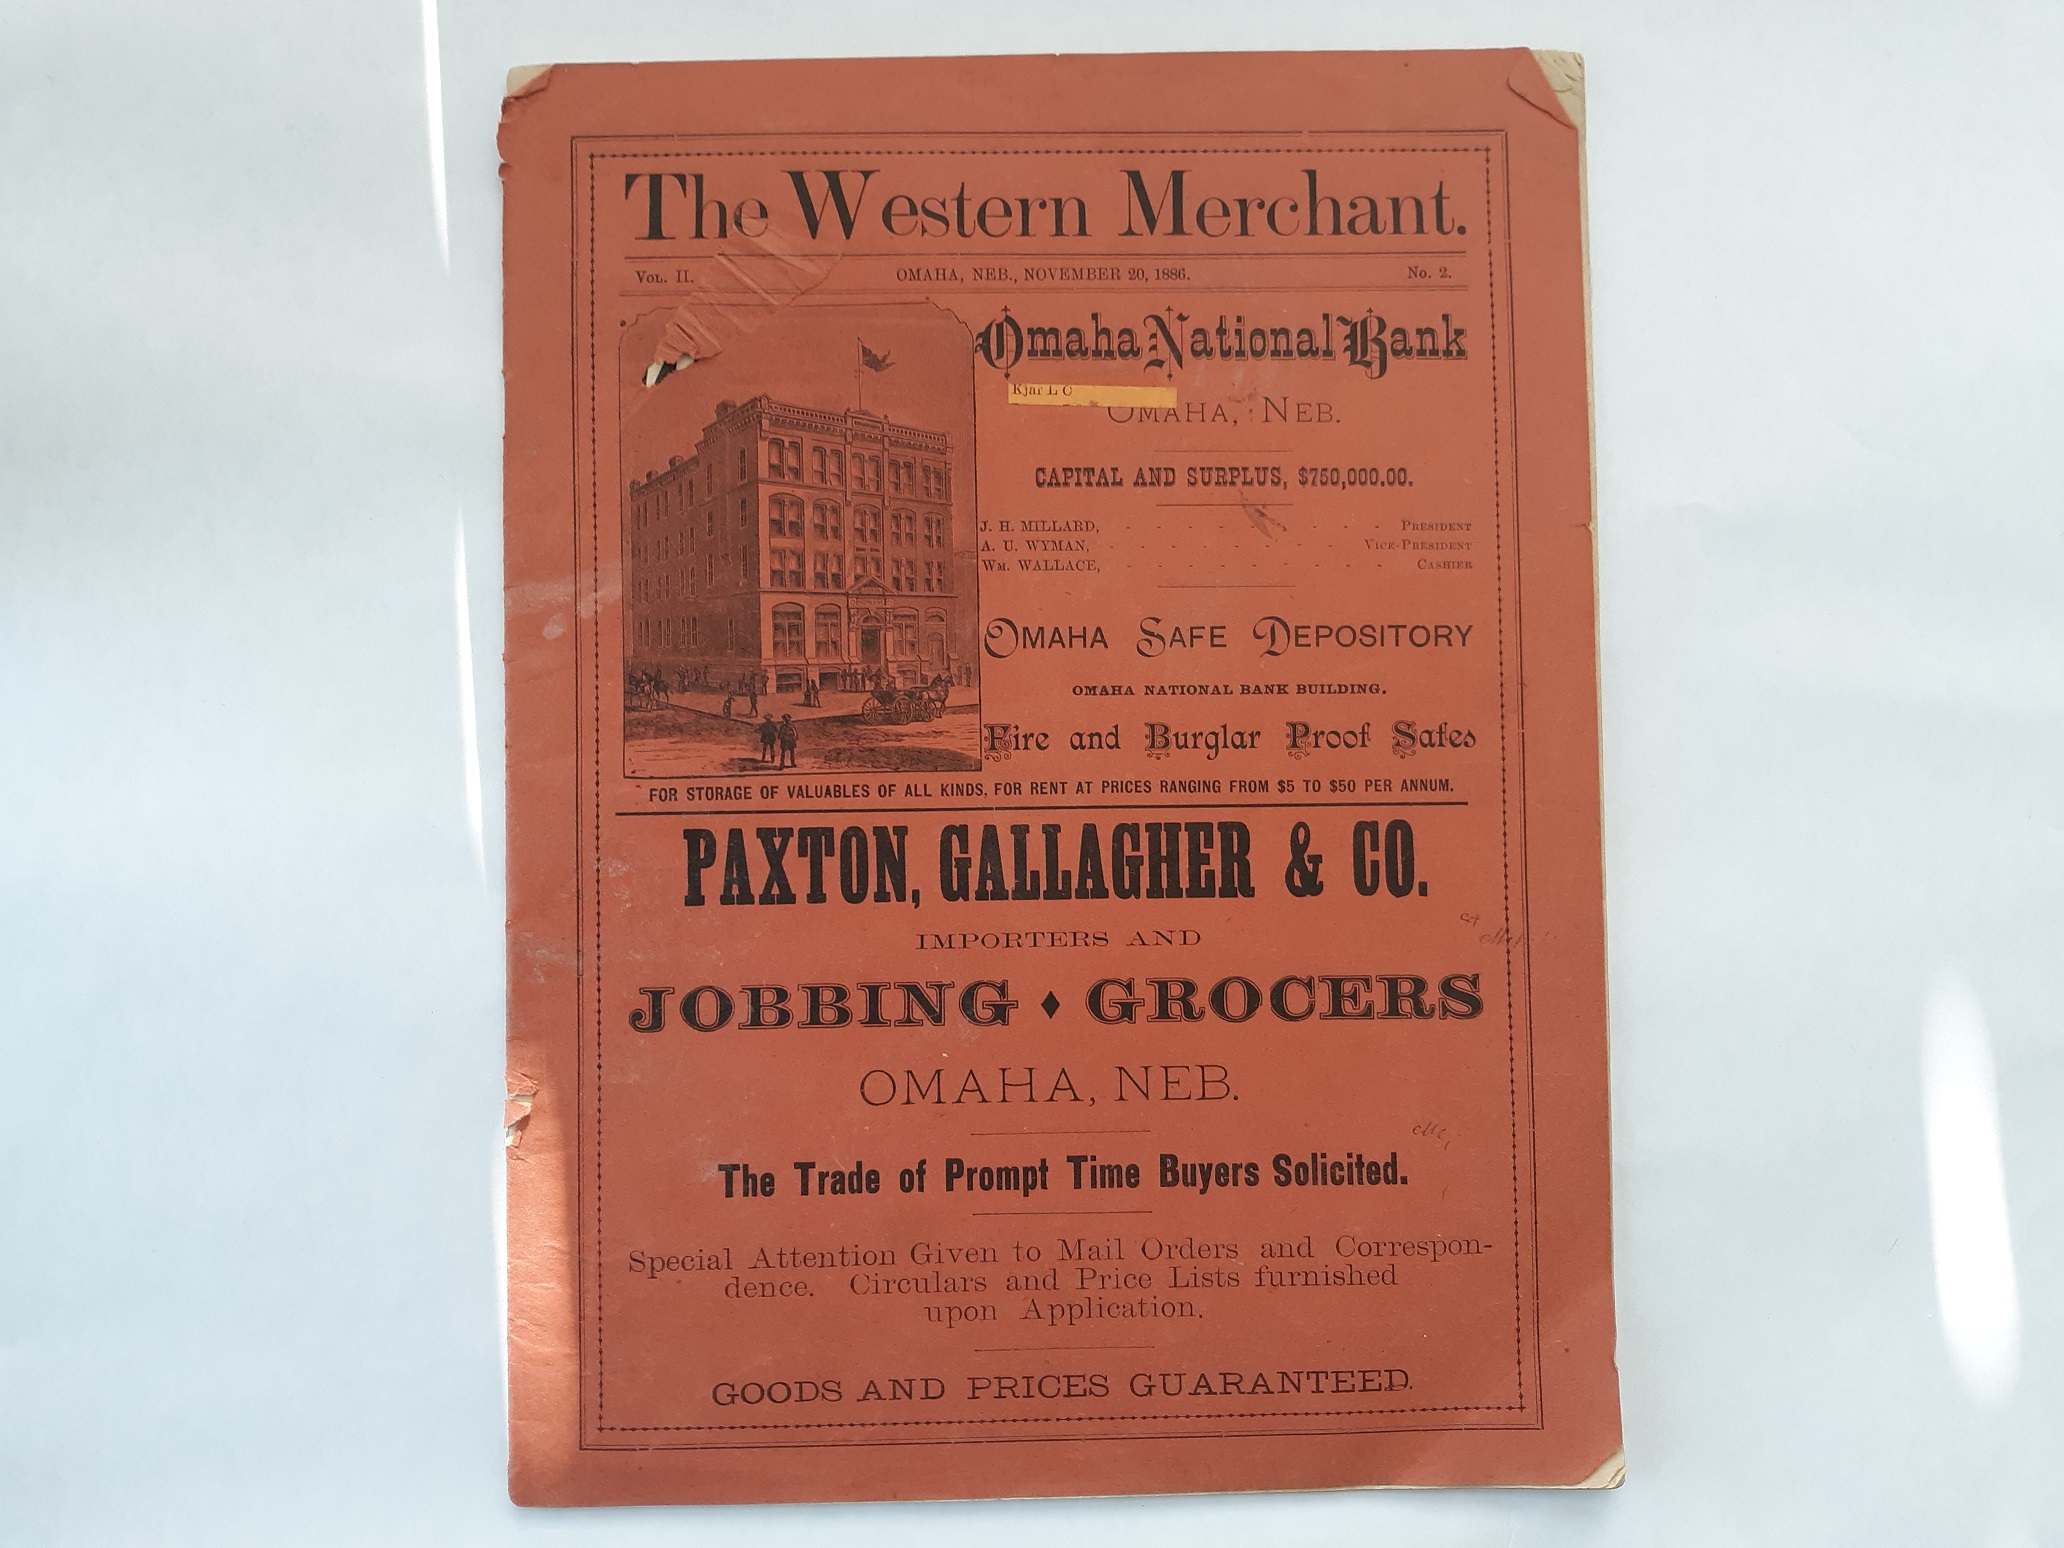 The Western Merchant.
VOL. II. OMAHA, NEB., NOVEMBER 20, 1886. No. 2.
Omaha National Bank
Kjar L C
OMAHA, NEB.
CAPITAL AND SURPLUS, $750,000.00.
J. H. MILLARD, - - - - - - - - - PRESIDENT
A. U. WYMAN, - - - - - - - - VICE-PRESIDENT
WM. WALLACE, - - - - - - - - - CASHIER
OMAHA SAFE DEPOSITORY
OMAHA NATIONAL BANK BUILDING.
Fire and Burglar Proof Safes
FOR STORAGE OF VALUABLES OF ALL KINDS, FOR RENT AT PRICES RANGING FROM $5 TO $50 PER ANNUM.
PAXTON, GALLAGHER & CO.
IMPORTERS AND
JOBBING ♦ GROCERS
OMAHA, NEB.
The Trade of Prompt Time Buyers Solicited.
Special Attention Given to Mail Orders and Correspon-
dence. Circulars and Price Lists furnished
upon Application.
GOODS AND PRICES GUARANTEED.